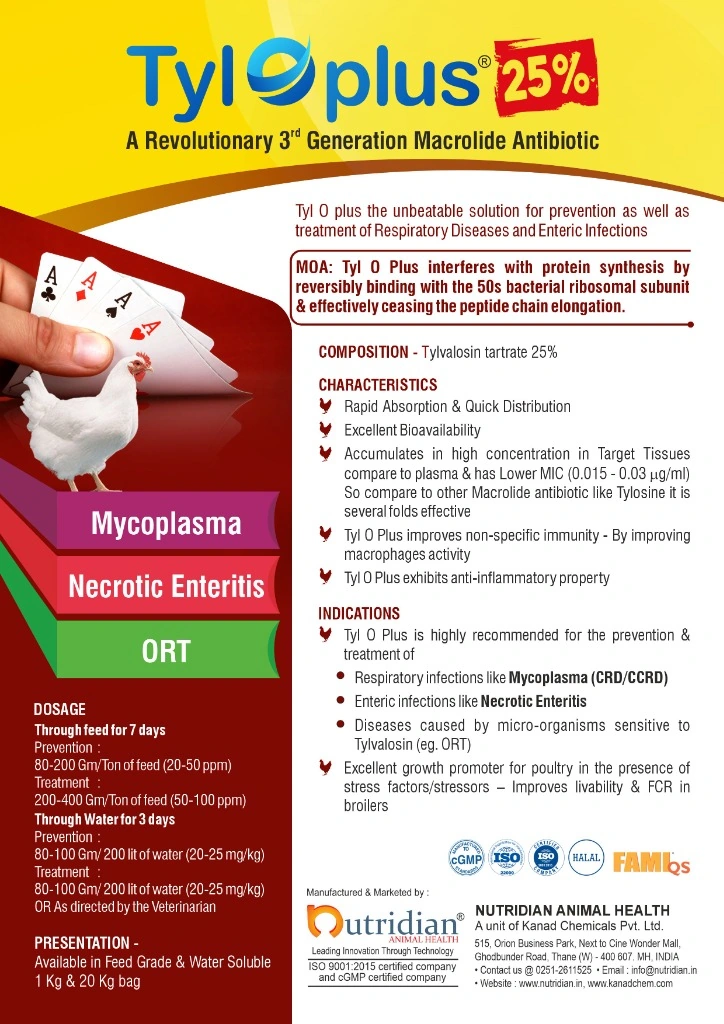 Tyl O plus® 25%
A Revolutionary 3rd Generation Macrolide Antibiotic
Tyl O plus the unbeatable solution for prevention as well as
treatment of Respiratory Diseases and Enteric Infections
MOA: Tyl O Plus interferes with protein synthesis by
reversibly binding with the 50s bacterial ribosomal subunit
& effectively ceasing the peptide chain elongation.
A
A
A
A
COMPOSITION - Tylvalosin tartrate 25%
CHARACTERISTICS
Rapid Absorption & Quick Distribution
Excellent Bioavailability
Accumulates in high concentration in Target Tissues
compare to plasma & has Lower MIC (0.015 - 0.03 µg/ml)
So compare to other Macrolide antibiotic like Tylosine it is
several folds effective
Tyl O Plus improves non-specific immunity - By improving
macrophages activity
Tyl O Plus exhibits anti-inflammatory property
INDICATIONS
Tyl O Plus is highly recommended for the prevention &
treatment of
• Respiratory infections like Mycoplasma (CRD/CCRD)
• Enteric infections like Necrotic Enteritis
• Diseases caused by micro-organisms sensitive to
Tylvalosin (eg. ORT)
Excellent growth promoter for poultry in the presence of
stress factors/stressors – Improves livability & FCR in
broilers
Mycoplasma
Necrotic Enteritis
ORT
DOSAGE
Through feed for 7 days
Prevention :
80-200 Gm/Ton of feed (20-50 ppm)
Treatment :
200-400 Gm/Ton of feed (50-100 ppm)
Through Water for 3 days
Prevention :
80-100 Gm/ 200 lit of water (20-25 mg/kg)
Treatment :
80-100 Gm/ 200 lit of water (20-25 mg/kg)
OR As directed by the Veterinarian
PRESENTATION -
Available in Feed Grade & Water Soluble
1 Kg & 20 Kg bag
cGMP
ISO
22000
CERTIFIED
ISO
COMPANY
HALAL
FAMI QS
Manufactured & Marketed by :
Nutridian®
ANIMAL HEALTH
Leading Innovation Through Technology
ISO 9001:2015 certified company
and cGMP certified company
NUTRIDIAN ANIMAL HEALTH
A unit of Kanad Chemicals Pvt. Ltd.
515, Orion Business Park, Next to Cine Wonder Mall,
Ghodbunder Road, Thane (W) - 400 607. MH, INDIA
• Contact us @ 0251-2611525 • Email : info@nutridian.in
• Website : www.nutridian.in, www.kanadchem.com